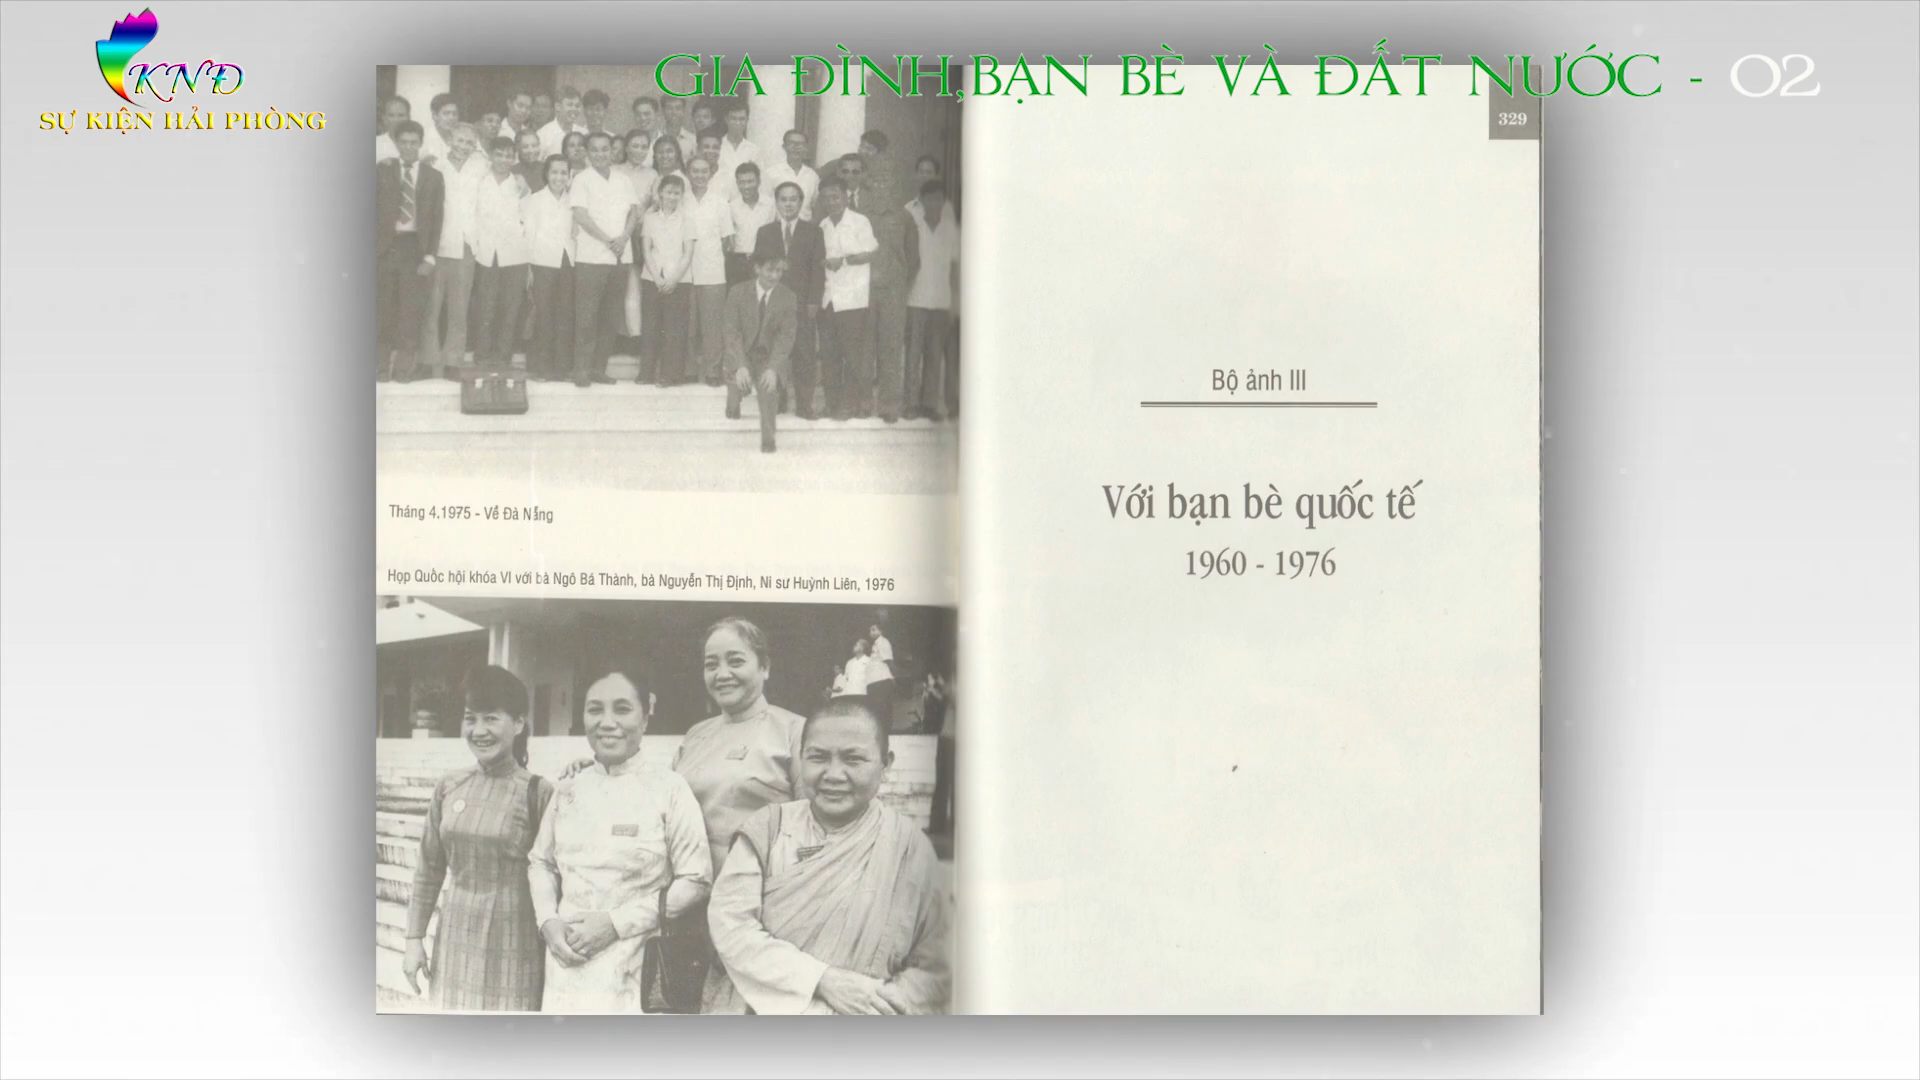 KNĐ
SỰ KIỆN HẢI PHÒNG
GIA ĐÌNH,BẠN BÈ VÀ ĐẤT NƯỚC - 02
Tháng 4.1975 - Về Đà Nẵng
Họp Quốc hội khóa VI với bà Ngô Bá Thành, bà Nguyễn Thị Định, Ni sư Huỳnh Liên, 1976
329
Bộ ảnh III
Với bạn bè quốc tế
1960 - 1976